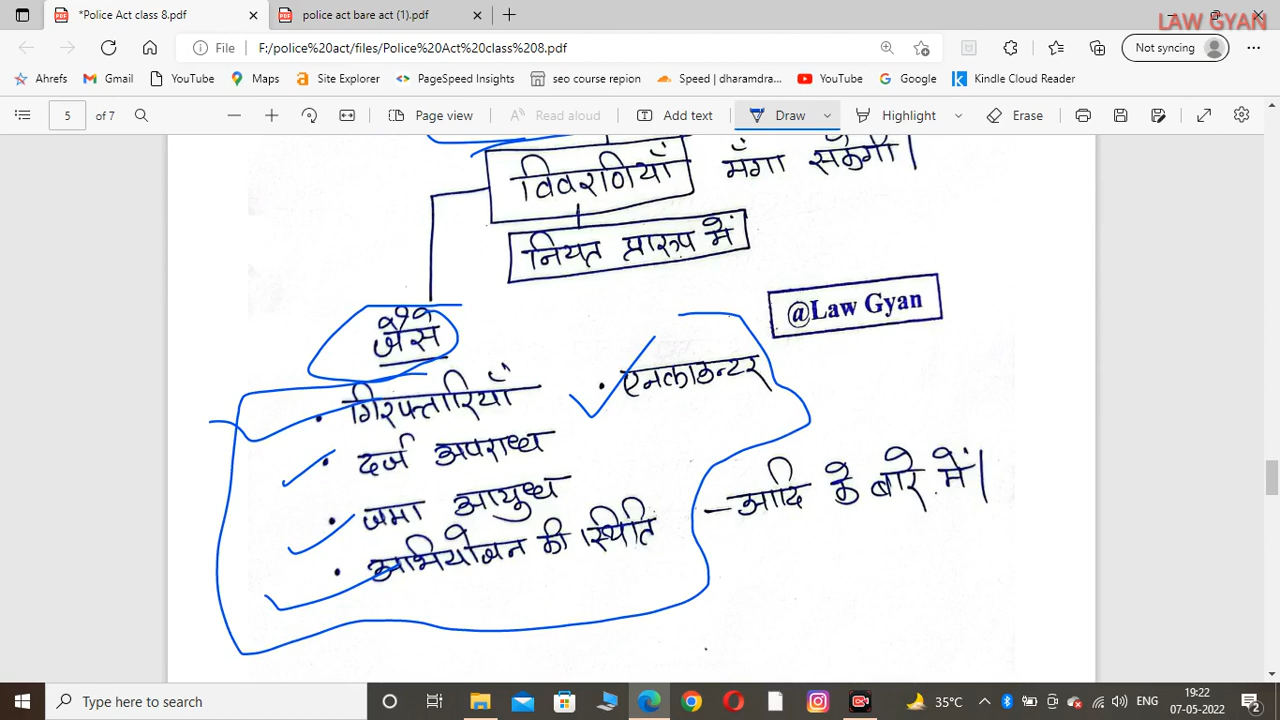 LAW GYAN
*Police Act class 8.pdf
police act bare act (1).pdf
File F:/police%20act/files/Police%20Act%20class%208.pdf
Not syncing
Ahrefs Gmail YouTube Maps Site Explorer PageSpeed Insights seo course repion Speed | dharamdra... YouTube Google Kindle Cloud Reader
5 of 7 Page view Read aloud Add text Draw Highlight Erase
विवरणियाँ मँगा सकेंगी।
नियत प्रारूप में
@Law Gyan
जैसे
• गिरफ्तारियाँ
• एनकाउन्टर
• दर्ज अपराध
• जमा आयुध
• अभियोजन की स्थिति
– आदि के बारे में।
Type here to search
35°C ENG 19:22
07-05-2022
2